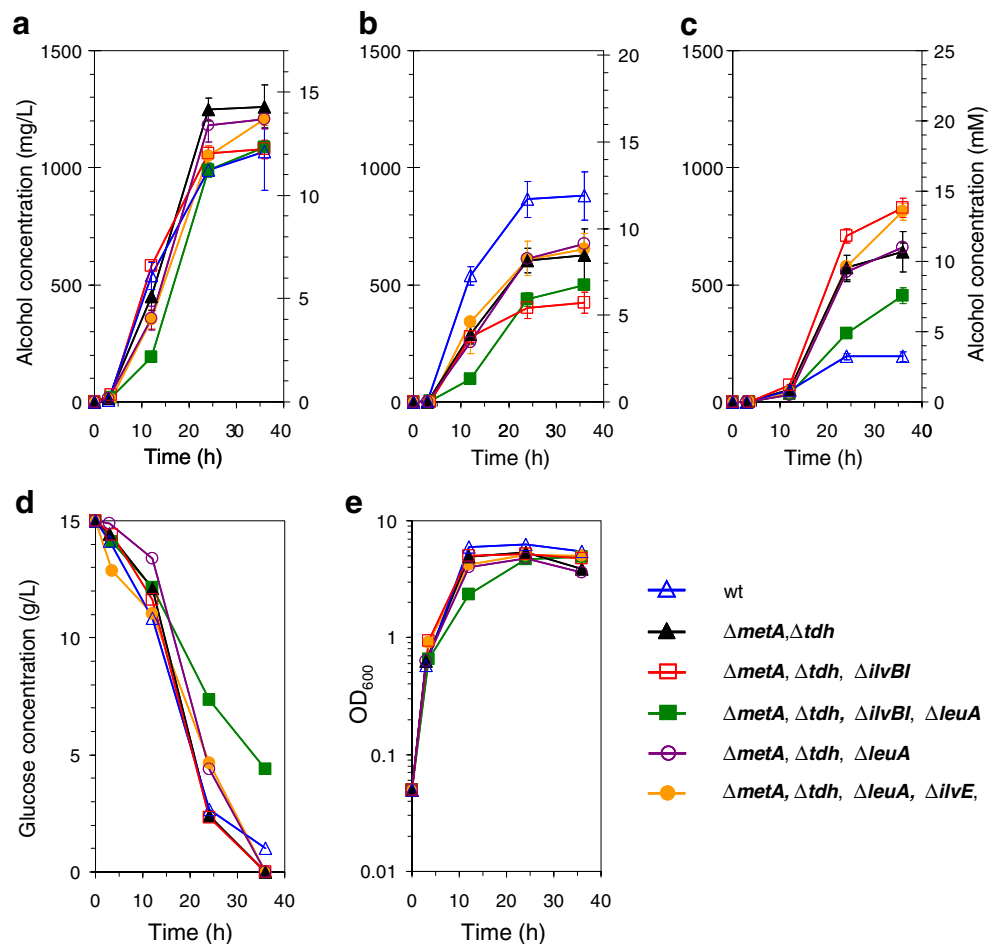 a
b
c
1500
1000
500
0
14
10
5
0
0 10 20 30 40
Time (h)
Alcohol concentration (mg/L)
1500
1000
500
0
20
15
10
5
0
0 10 20 30 40
Time (h)
1500
1000
500
0
25
20
15
10
5
0
0 10 20 30 40
Time (h)
Alcohol concentration (mM)
d
e
15
10
5
0
0 10 20 30 40
Time (h)
Glucose concentration (g/L)
10
1
0.1
0.01
0 10 20 30 40
Time (h)
OD600
wt
ΔmetA,Δtdh
ΔmetA, Δtdh, ΔilvBI
ΔmetA, Δtdh, ΔilvBI, ΔleuA
ΔmetA, Δtdh, ΔleuA
ΔmetA, Δtdh, ΔleuA, ΔilvE,